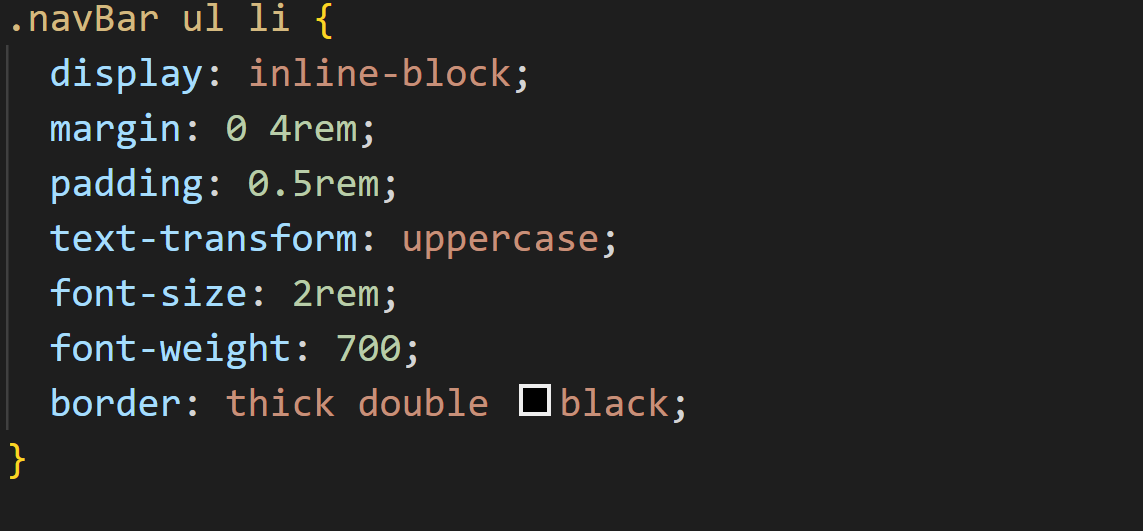 .navBar ul li {
  display: inline-block;
  margin: 0 4rem;
  padding: 0.5rem;
  text-transform: uppercase;
  font-size: 2rem;
  font-weight: 700;
  border: thick double black;
}